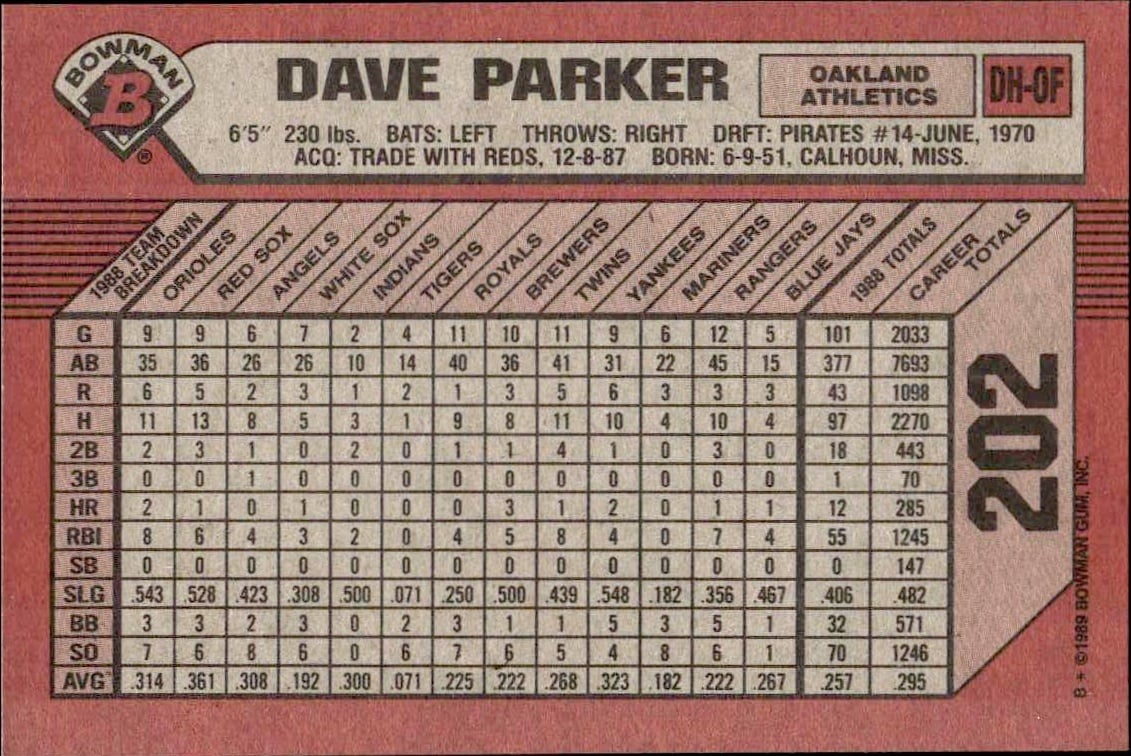 BOWMAN
B
®
DAVE PARKER
OAKLAND
ATHLETICS
DH-OF
6'5" 230 lbs. BATS: LEFT THROWS: RIGHT DRFT: PIRATES #14-JUNE, 1970
ACQ: TRADE WITH REDS, 12-8-87 BORN: 6-9-51, CALHOUN, MISS.
1988 TEAM BREAKDOWN ORIOLES RED SOX ANGELS WHITE SOX INDIANS TIGERS ROYALS BREWERS TWINS YANKEES MARINERS RANGERS BLUE JAYS 1988 TOTALS CAREER TOTALS
G 9 9 6 7 2 4 11 10 11 9 6 12 5 101 2033
AB 35 36 26 26 10 14 40 36 41 31 22 45 15 377 7693
R 6 5 2 3 1 2 1 3 5 6 3 3 3 43 1098
H 11 13 8 5 3 1 9 8 11 10 4 10 4 97 2270
2B 2 3 1 0 2 0 1 1 4 1 0 3 0 18 443
3B 0 0 1 0 0 0 0 0 0 0 0 0 0 1 70
HR 2 1 0 1 0 0 0 3 1 2 0 1 1 12 285
RBI 8 6 4 3 2 0 4 5 8 4 0 7 4 55 1245
SB 0 0 0 0 0 0 0 0 0 0 0 0 0 0 147
SLG .543 .528 .423 .308 .500 .071 .250 .500 .439 .548 .182 .356 .467 .406 .482
BB 3 3 2 3 0 2 3 1 1 5 3 5 1 32 571
SO 7 6 8 6 0 6 7 6 5 4 8 6 1 70 1246
AVG .314 .361 .308 .192 .300 .071 .225 .222 .268 .323 .182 .222 .267 .257 .295
202
B + ©1989 BOWMAN GUM, INC.